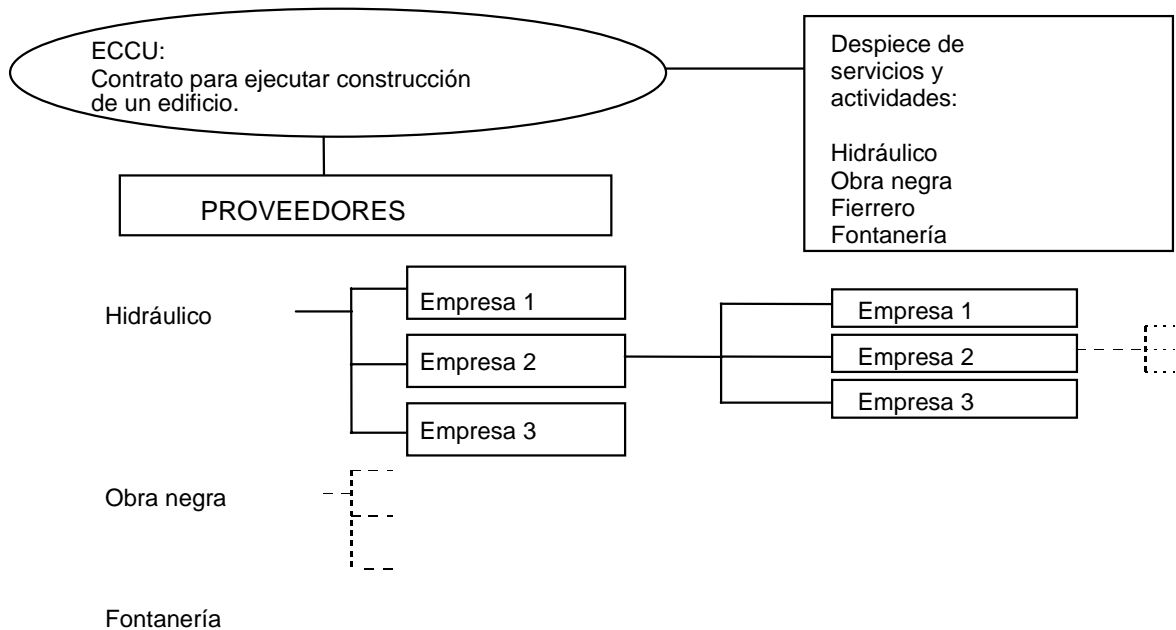 ECCU:
Contrato para ejecutar construcción
de un edificio.
Despiece de
servicios y
actividades:
Hidráulico
Obra negra
Fierrero
Fontanería
PROVEEDORES
Hidráulico
Empresa 1
Empresa 2
Empresa 3
Empresa 1
Empresa 2
Empresa 3
Obra negra
Fontanería